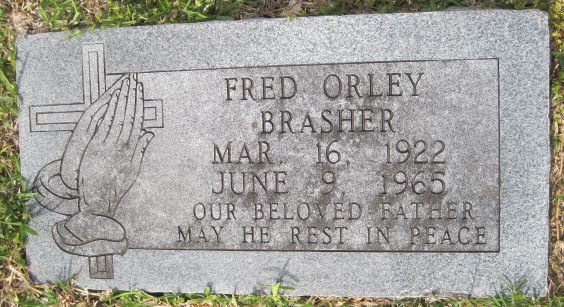 FRED ORLEY
BRASHER
MAR. 16, 1922
JUNE 9, 1965
OUR BELOVED FATHER
MAY HE REST IN PEACE